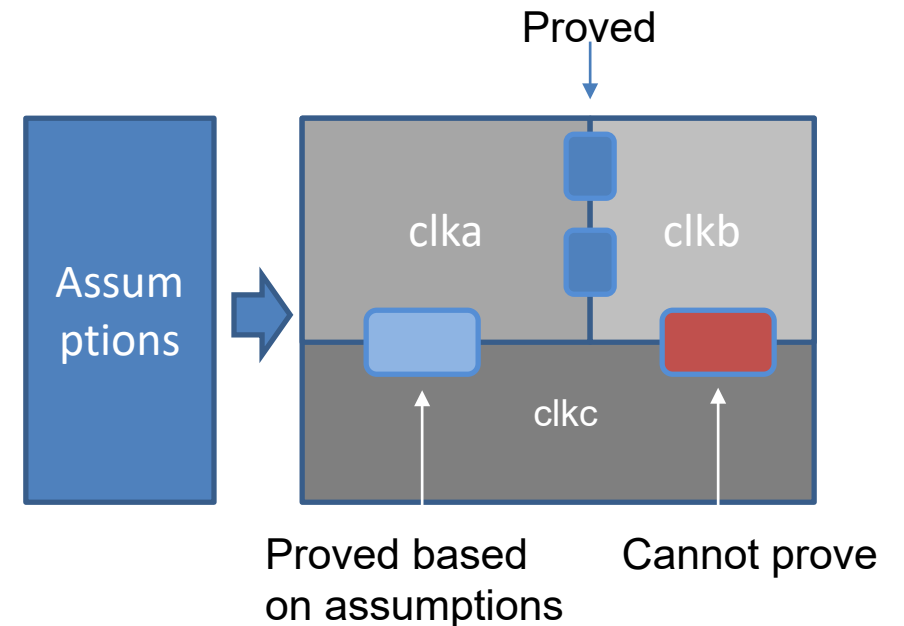 Proved
Assum
ptions
clka
clkb
clkc
Proved based
on assumptions
Cannot prove